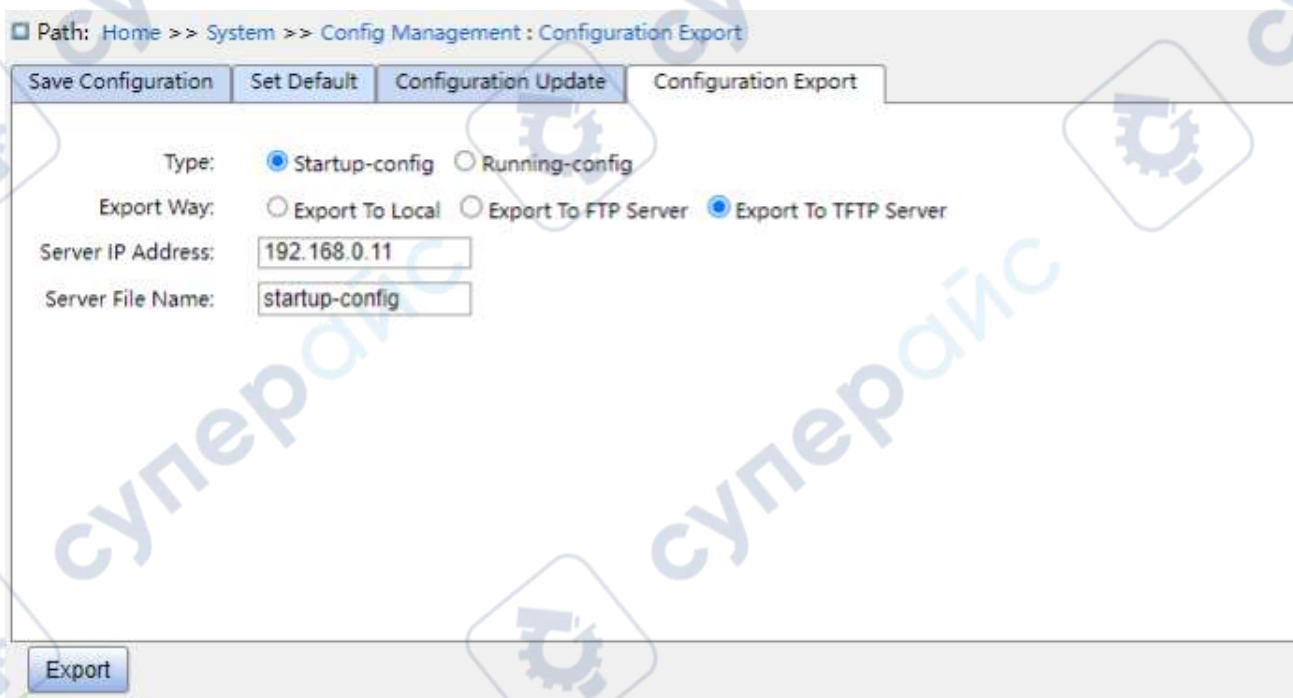 Path: Home >> System >> Config Management : Configuration Export
Save Configuration Set Default Configuration Update Configuration Export
Type: Startup-config Running-config
Export Way: Export To Local Export To FTP Server Export To TFTP Server
Server IP Address: 192.168.0.11
Server File Name: startup-config
суперайс
суперайс
Export